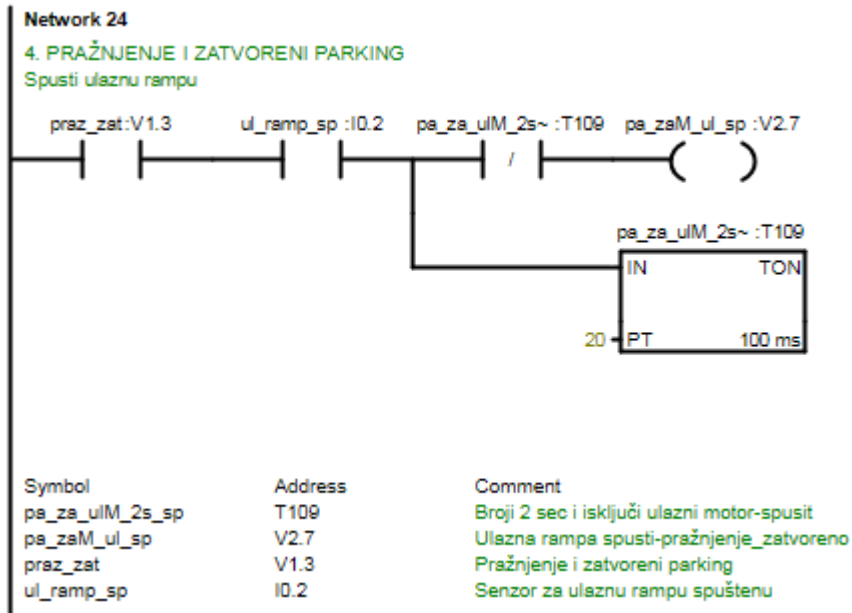 Network 24
4. PRAŽNJENJE I ZATVORENI PARKING
Spusti ulaznu rampu
praz_zat:V1.3 ul_ramp_sp :I0.2 pa_za_ulM_2s~ :T109 pa_zaM_ul_sp :V2.7
/
pa_za_ulM_2s~ :T109
IN TON
20 PT 100 ms
Symbol Address Comment
pa_za_ulM_2s_sp T109 Broji 2 sec i isključi ulazni motor-spusit
pa_zaM_ul_sp V2.7 Ulazna rampa spusti-pražnjenje_zatvoreno
praz_zat V1.3 Pražnjenje i zatvoreni parking
ul_ramp_sp I0.2 Senzor za ulaznu rampu spuštenu